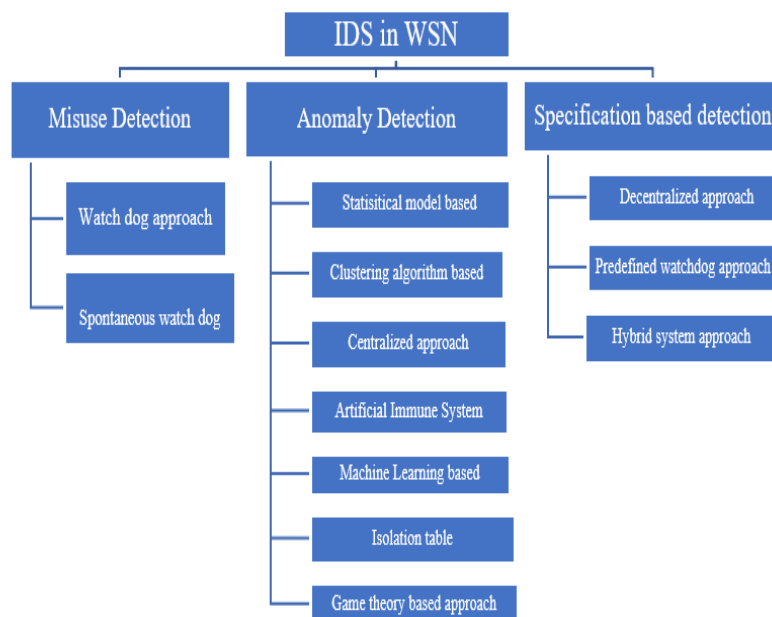 IDS in WSN
Misuse Detection
Watch dog approach
Spontaneous watch dog
Anomaly Detection
Statisitical model based
Clustering algorithm based
Centralized approach
Artificial Immune System
Machine Learning based
Isolation table
Game theory based approach
Specification based detection
Decentralized approach
Predefined watchdog approach
Hybrid system approach